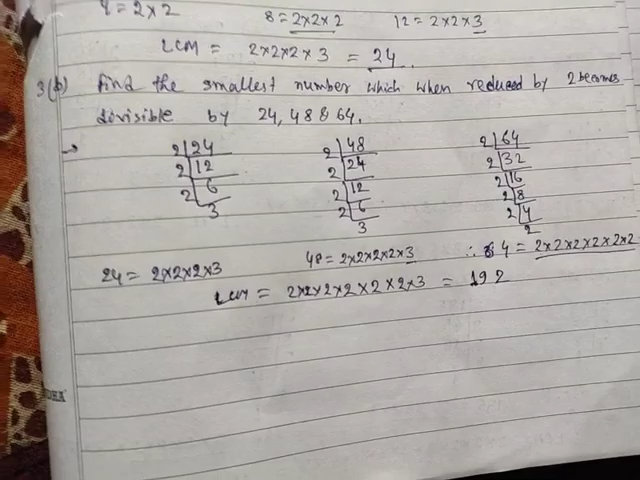 4 = 2×2 8 = 2×2×2 12 = 2×2×3
LCM = 2×2×2×3 = 24
3(b) Find the smallest number which when reduced by 2 becomes
divisible by 24, 48 & 64.
2 24 2 48 2 64
2 12 2 24 2 32
2 6 2 12 2 16
3 2 6 2 8
3 2 4
2
24 = 2×2×2×3 48 = 2×2×2×2×3 ∴ 64 = 2×2×2×2×2×2
LCM = 2×2×2×2×2×2×3 = 192